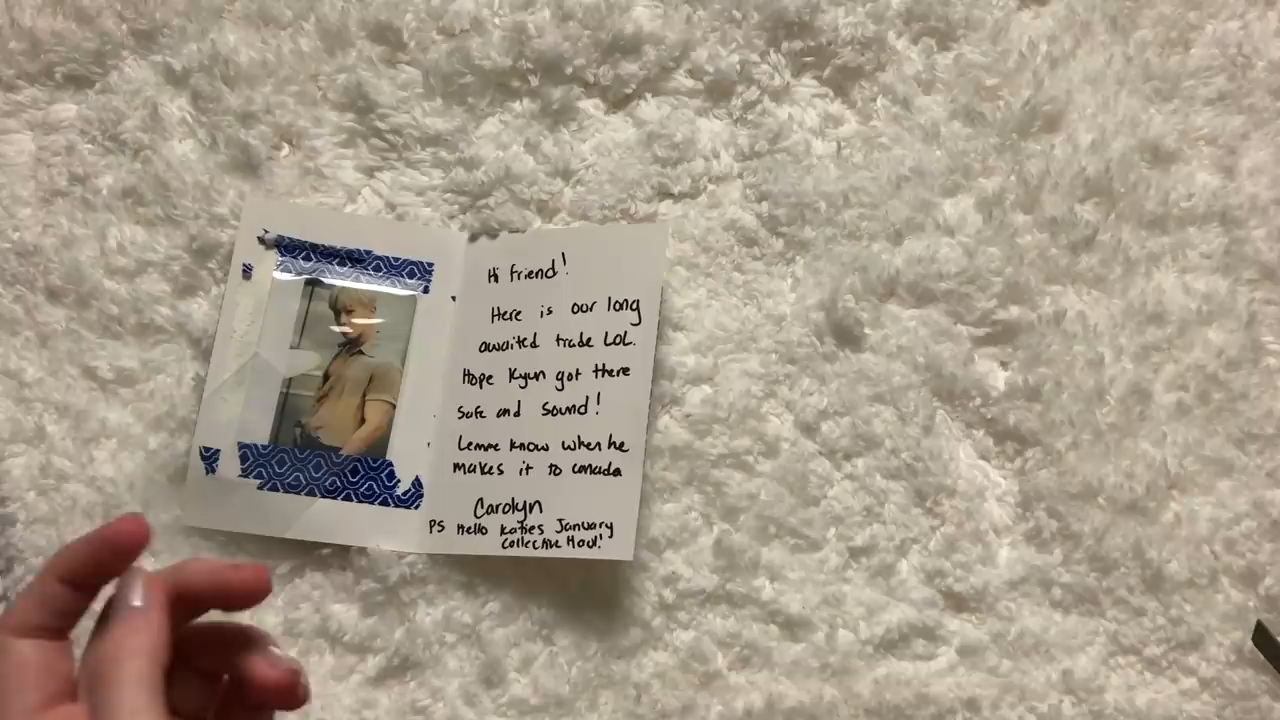 Hi friend!
Here is our long
awaited trade LOL.
Hope Kyun got there
Safe and Sound!
Lemme know when he
makes it to canada
Carolyn
PS Hello Katies January
Collective Haul!